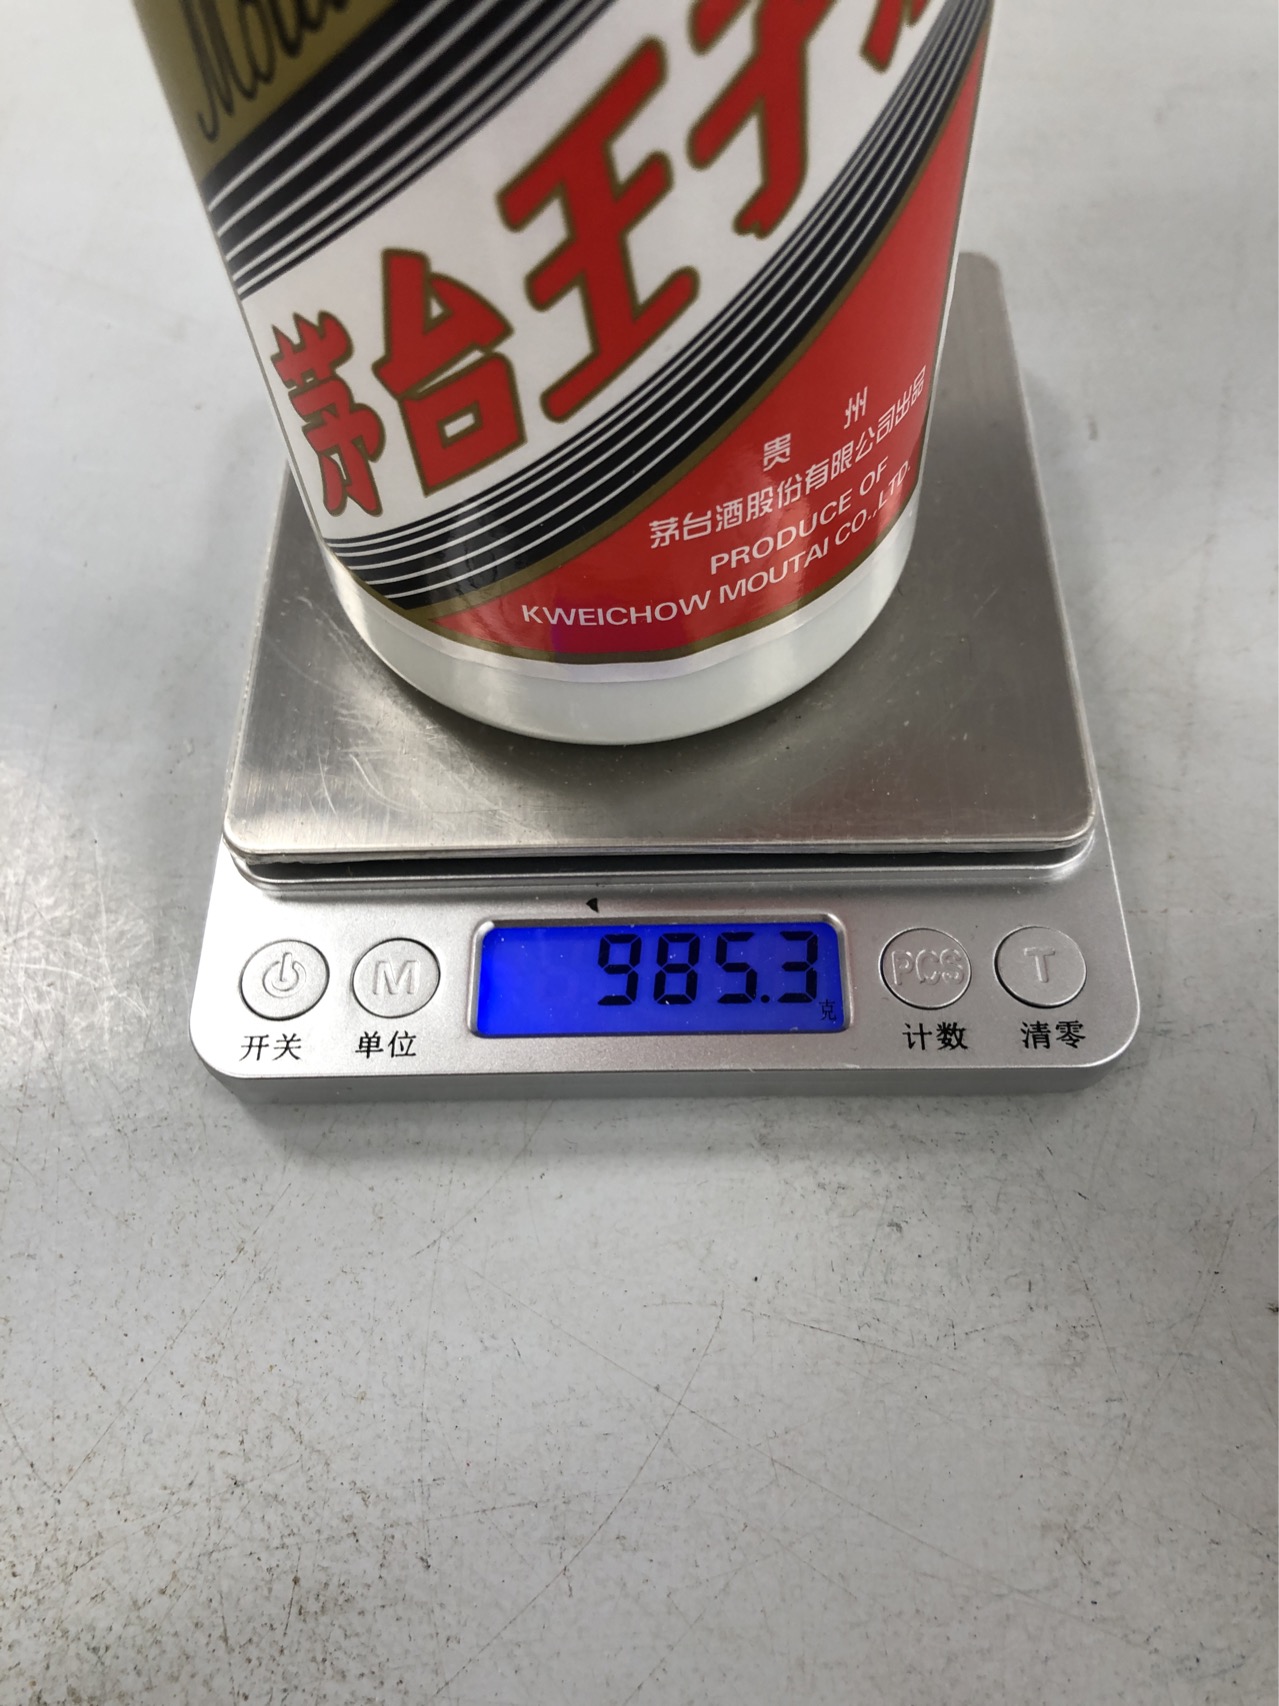 茅台王子
贵 州
茅台酒股份有限公司出品
PRODUCE OF
KWEICHOW MOUTAI CO.,LTD.
985.3
克
M
PCS
T
开关
单位
计数
清零